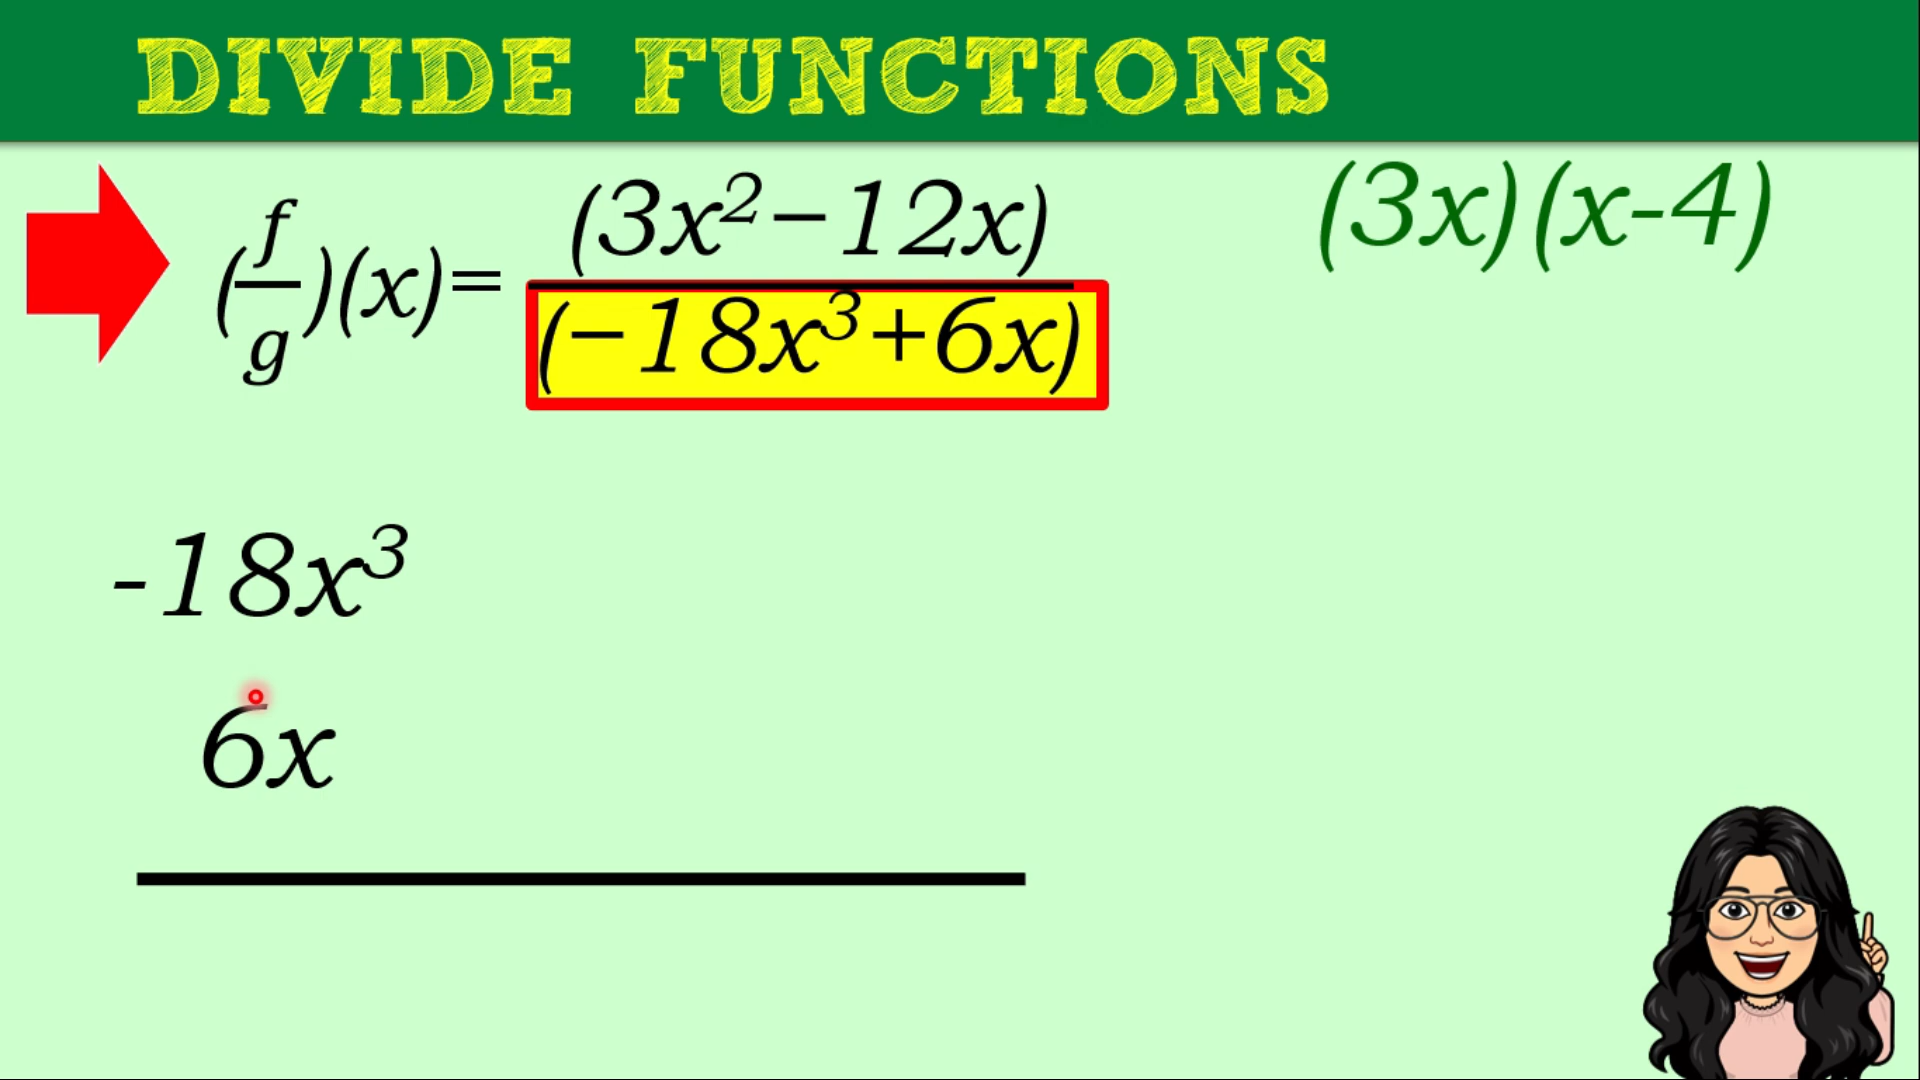 DIVIDE FUNCTIONS
(f/g)(x)= (3x²−12x)
(−18x³+6x)
(3x)(x-4)
-18x³
6x